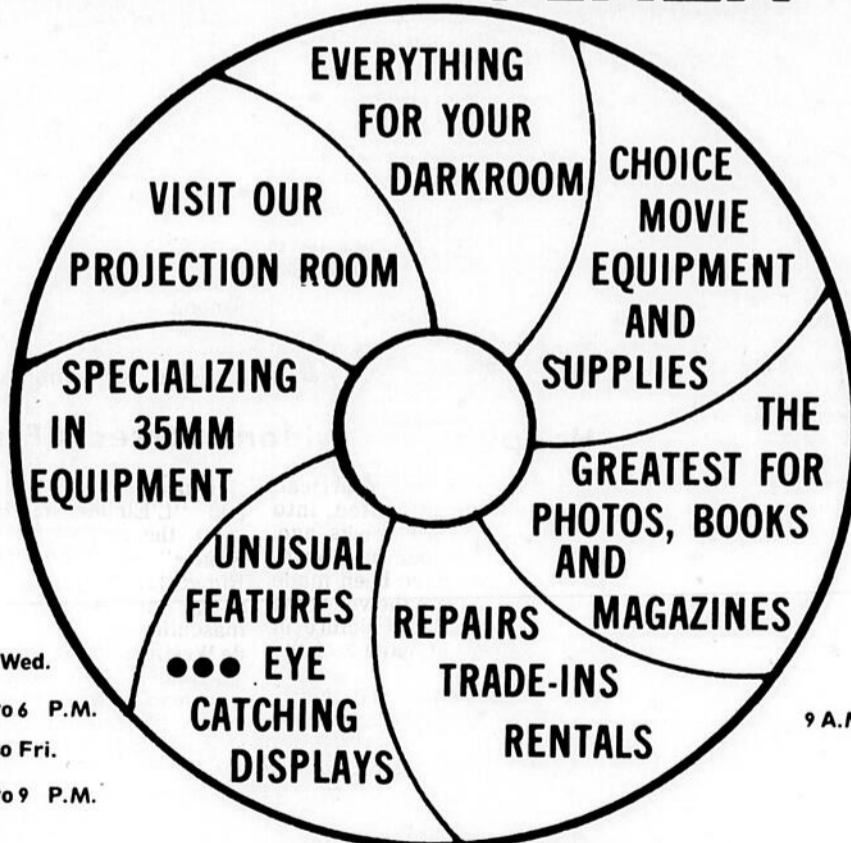 EVERYTHING
FOR YOUR
DARKROOM
CHOICE
MOVIE
EQUIPMENT
AND
SUPPLIES
THE
GREATEST FOR
PHOTOS, BOOKS
AND
MAGAZINES
REPAIRS
TRADE-INS
RENTALS
UNUSUAL
FEATURES
●●● EYE
CATCHING
DISPLAYS
SPECIALIZING
IN 35MM
EQUIPMENT
VISIT OUR
PROJECTION ROOM
Wed.
6 P.M.
Fri.
9 P.M.
9 A.M